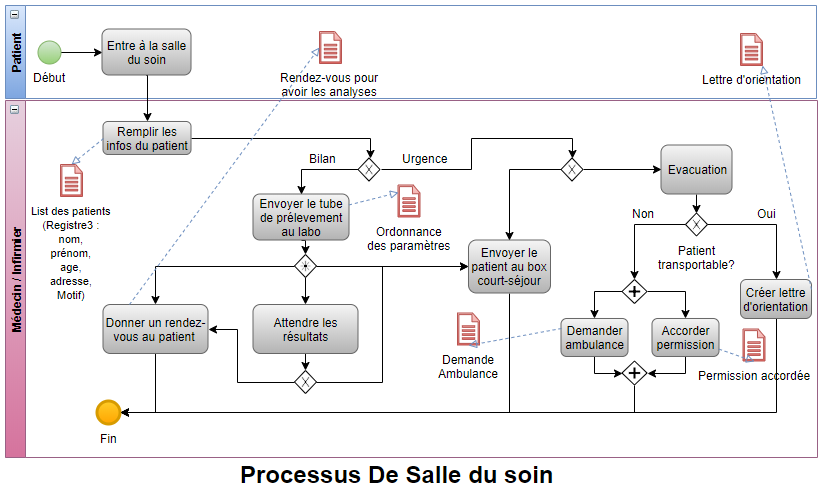 Patient
Début
Entre à la salle
du soin
Rendez-vous pour
avoir les analyses
Lettre d'orientation
Médecin / Infirmier
Remplir les
infos du patient
List des patients
(Registre3 :
nom,
prénom,
age,
adresse,
Motif)
Bilan
Urgence
Envoyer le tube
de prélevement
au labo
Ordonnance
des paramètres
Evacuation
Non
Oui
Patient
transportable?
Envoyer le
patient au box
court-séjour
Créer lettre
d'orientation
Donner un rendez-
vous au patient
Attendre les
résultats
Demande
Ambulance
Demander
ambulance
Accorder
permission
Permission accordée
Fin
Processus De Salle du soin